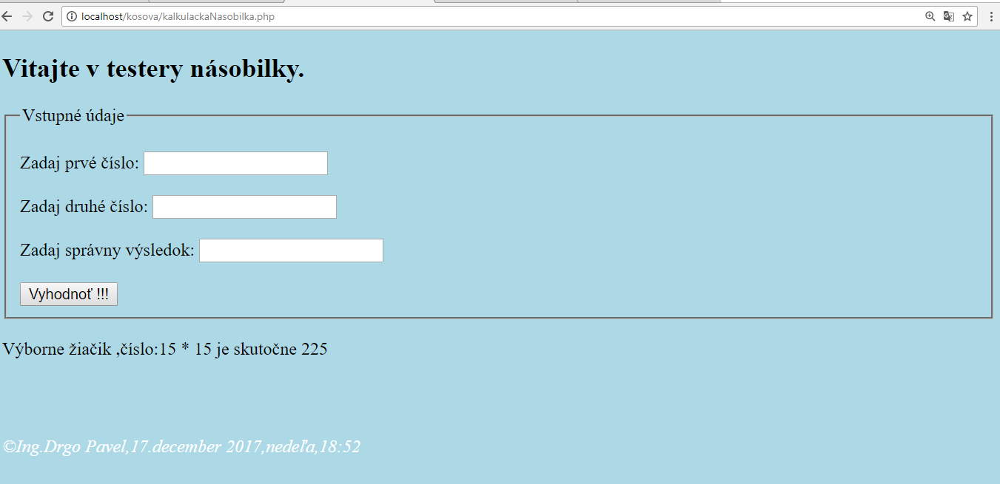 localhost/kosova/kalkulackaNasobilka.php
Vitajte v testery násobilky.
Vstupné údaje
Zadaj prvé číslo:
Zadaj druhé číslo:
Zadaj správny výsledok:
Vyhodnoť !!!
Výborne žiačik ,číslo:15 * 15 je skutočne 225
©Ing.Drgo Pavel,17.december 2017,nedeľa,18:52